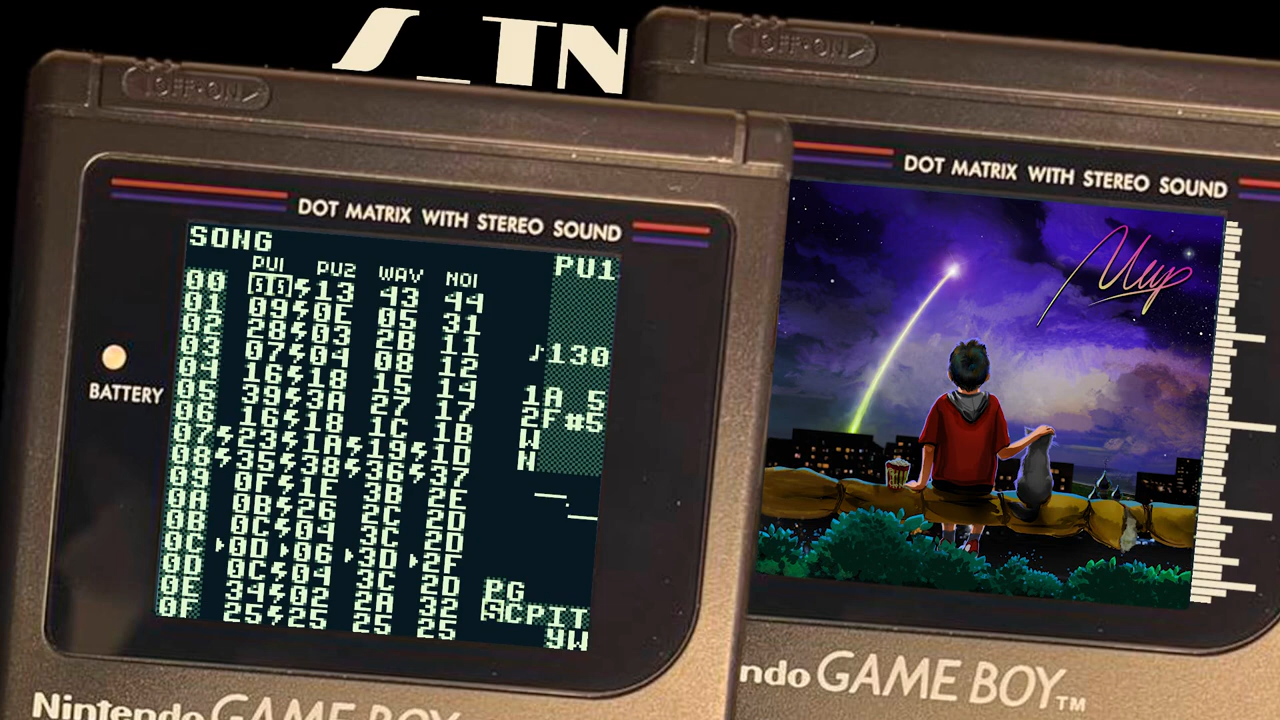 S_TN
OFF•ON
DOT MATRIX WITH STEREO SOUND
SONG
PU1
PU1 PU2 WAV NOI
00 13 43 44
01 09 0E 05 31
02 28 03 2B 11
03 07 04 08 12
04 16 18 15 14
05 39 3A 27 17
06 16 18 1C 1B
07 23 1A 19 1D
08 35 38 36 37
09 0F 1E 3B 2E
0A 0B 26 2C 2D
0B 0C 04 3C 2D
0C 0D 06 3D 2F
0D 0C 04 3C 2D
0E 34 02 2A 32
0F 25 25 25 25
♪130
1A 5
2F#5
W
N
PG
SCPIT
YW
BATTERY
Nintendo GAME BOY
OFF•ON
DOT MATRIX WITH STEREO SOUND
Мир
ndo GAME BOY™